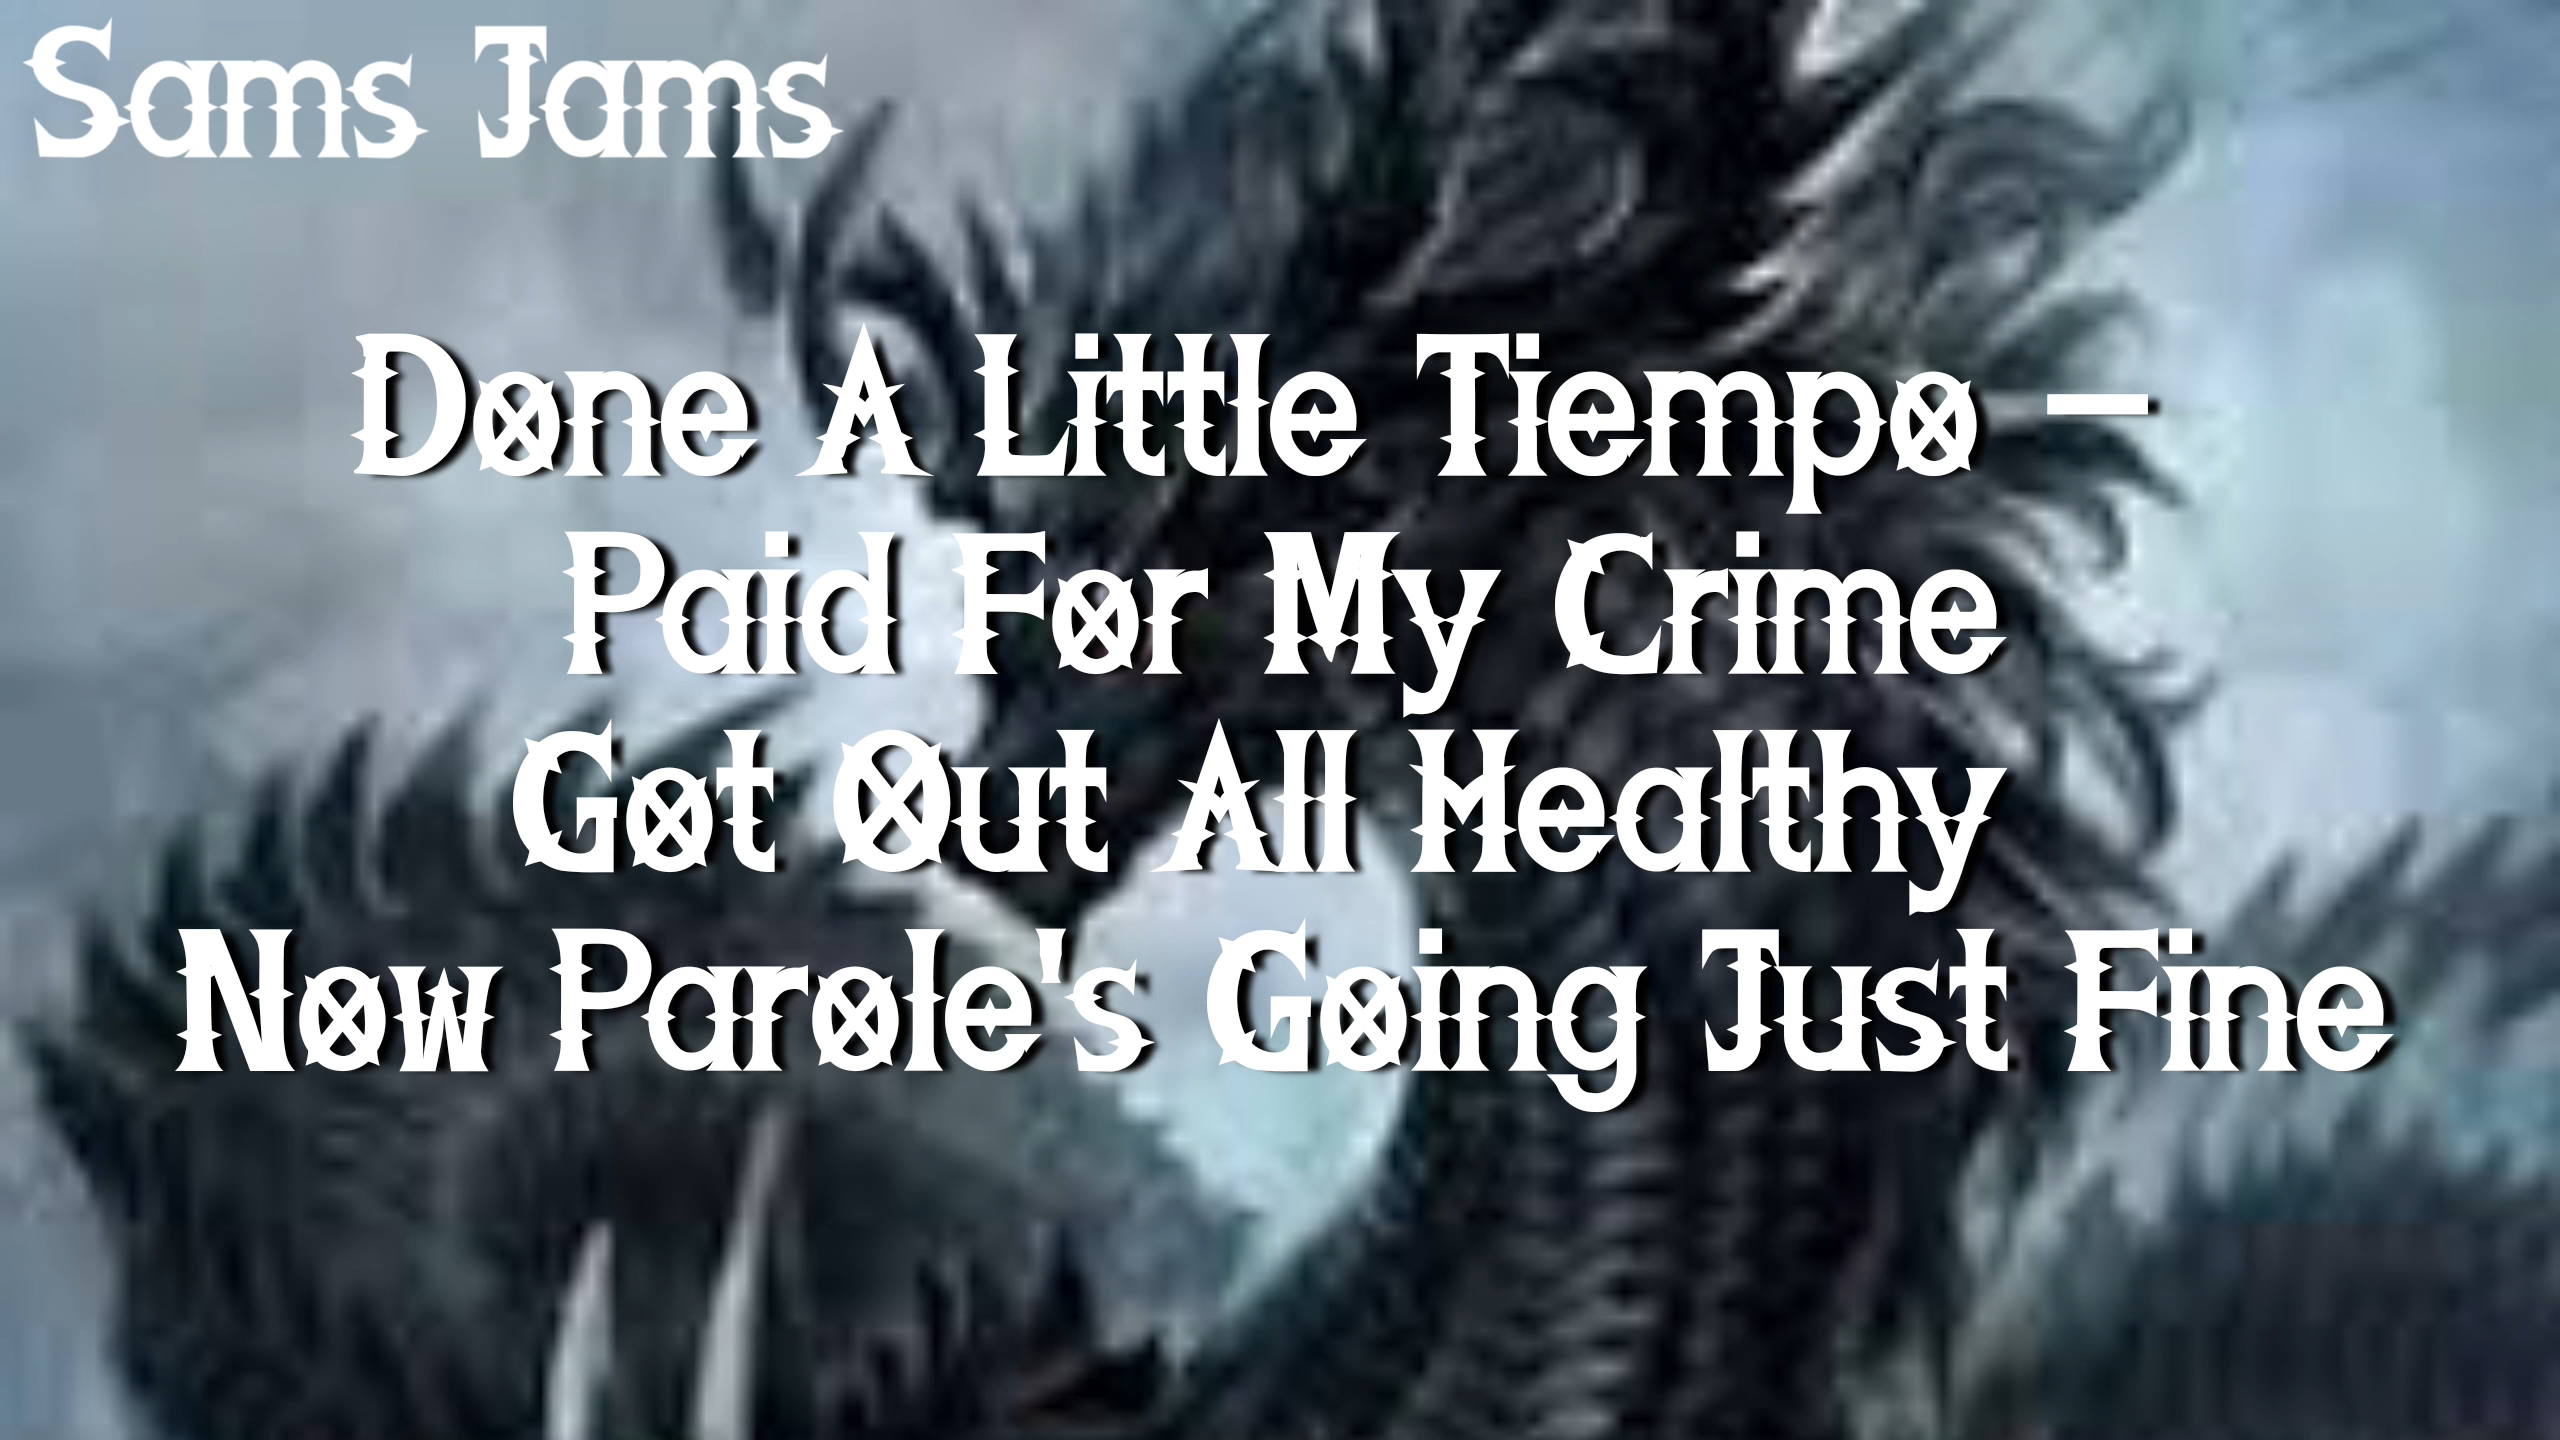 Sams Jams
Done A Little Tiempo –
Paid For My Crime
Got Out All Healthy
Now Parole's Going Just Fine